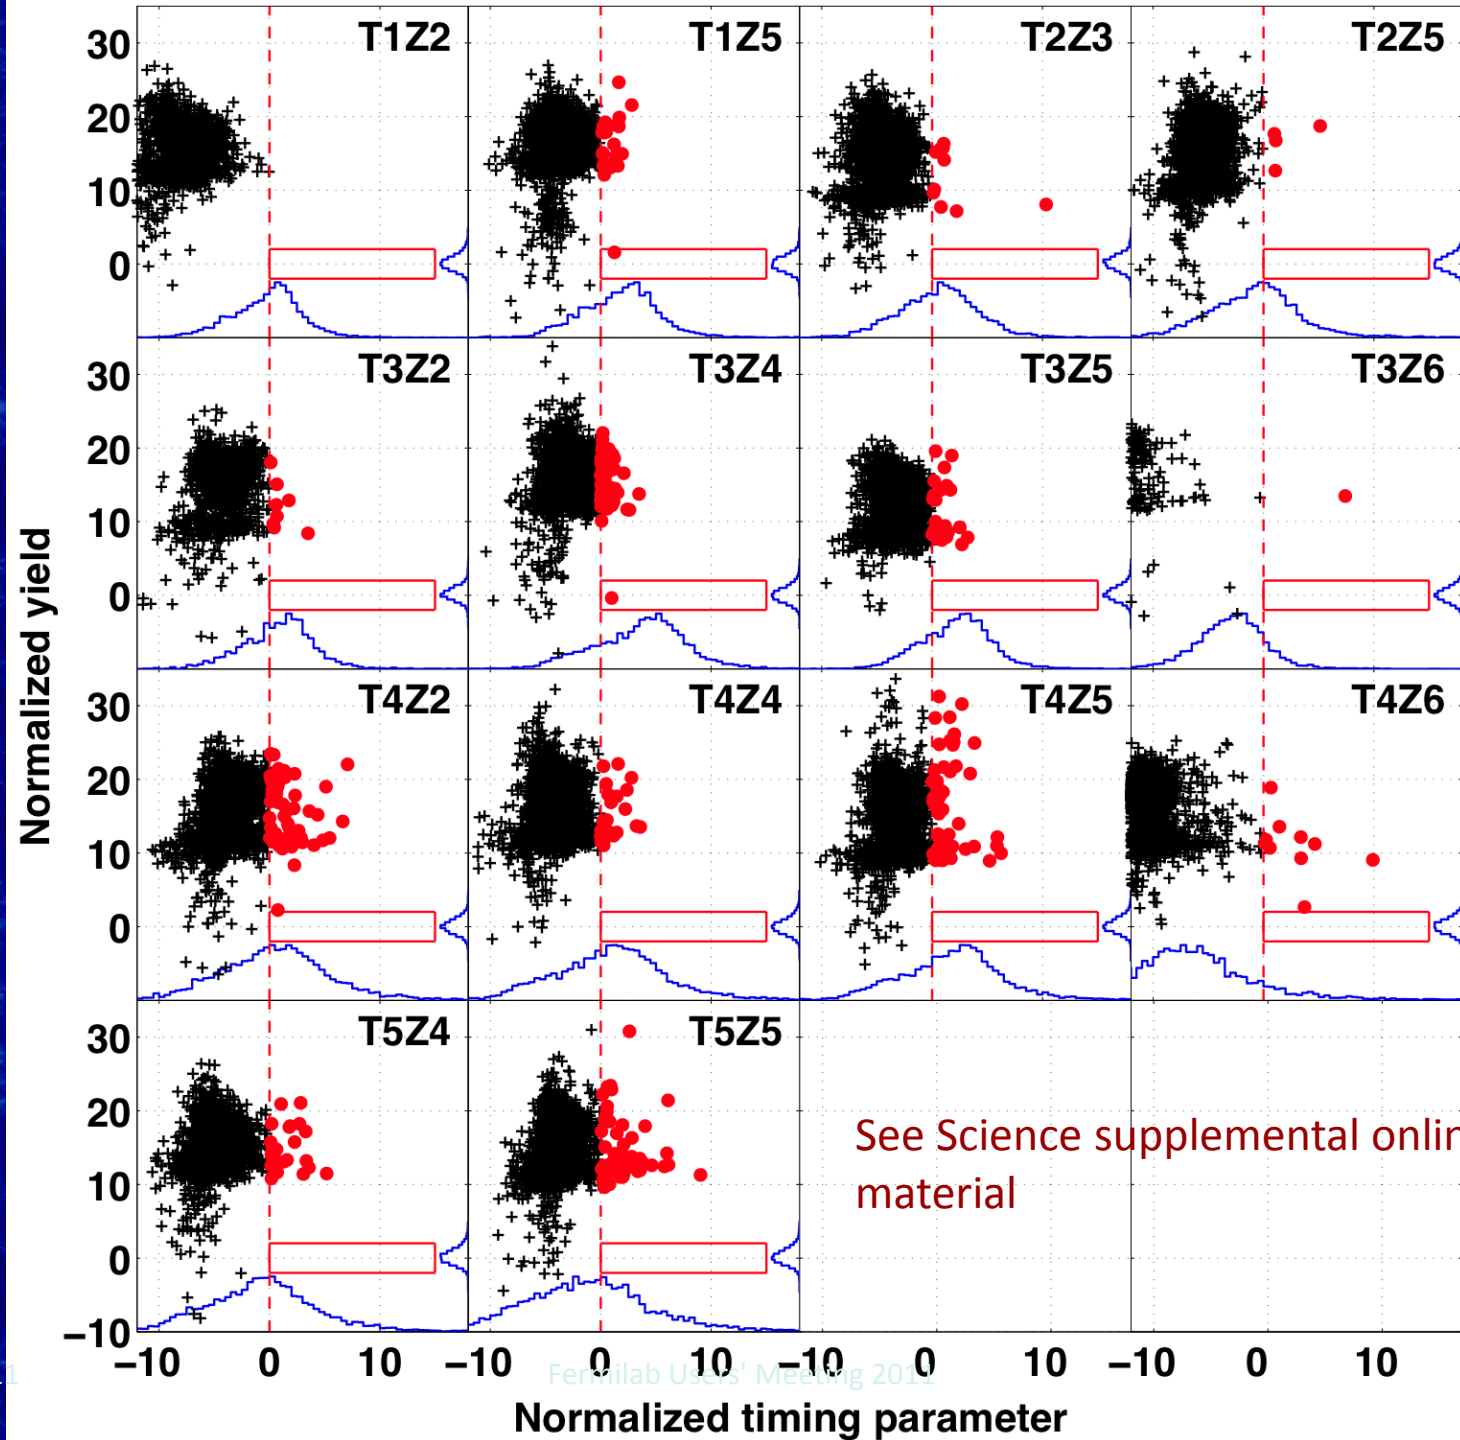 T1Z2 T1Z5 T2Z3 T2Z5
30
20
10
0
T3Z2 T3Z4 T3Z5 T3Z6
30
20
10
0
Normalized yield
T4Z2 T4Z4 T4Z5 T4Z6
30
20
10
0
T5Z4 T5Z5
30
20
10
0
−10
See Science supplemental onlin
material
−10 0 10 −10 0 10 −10 0 10 −10 0 10
1 Fermilab Users' Meeting 2011
Normalized timing parameter